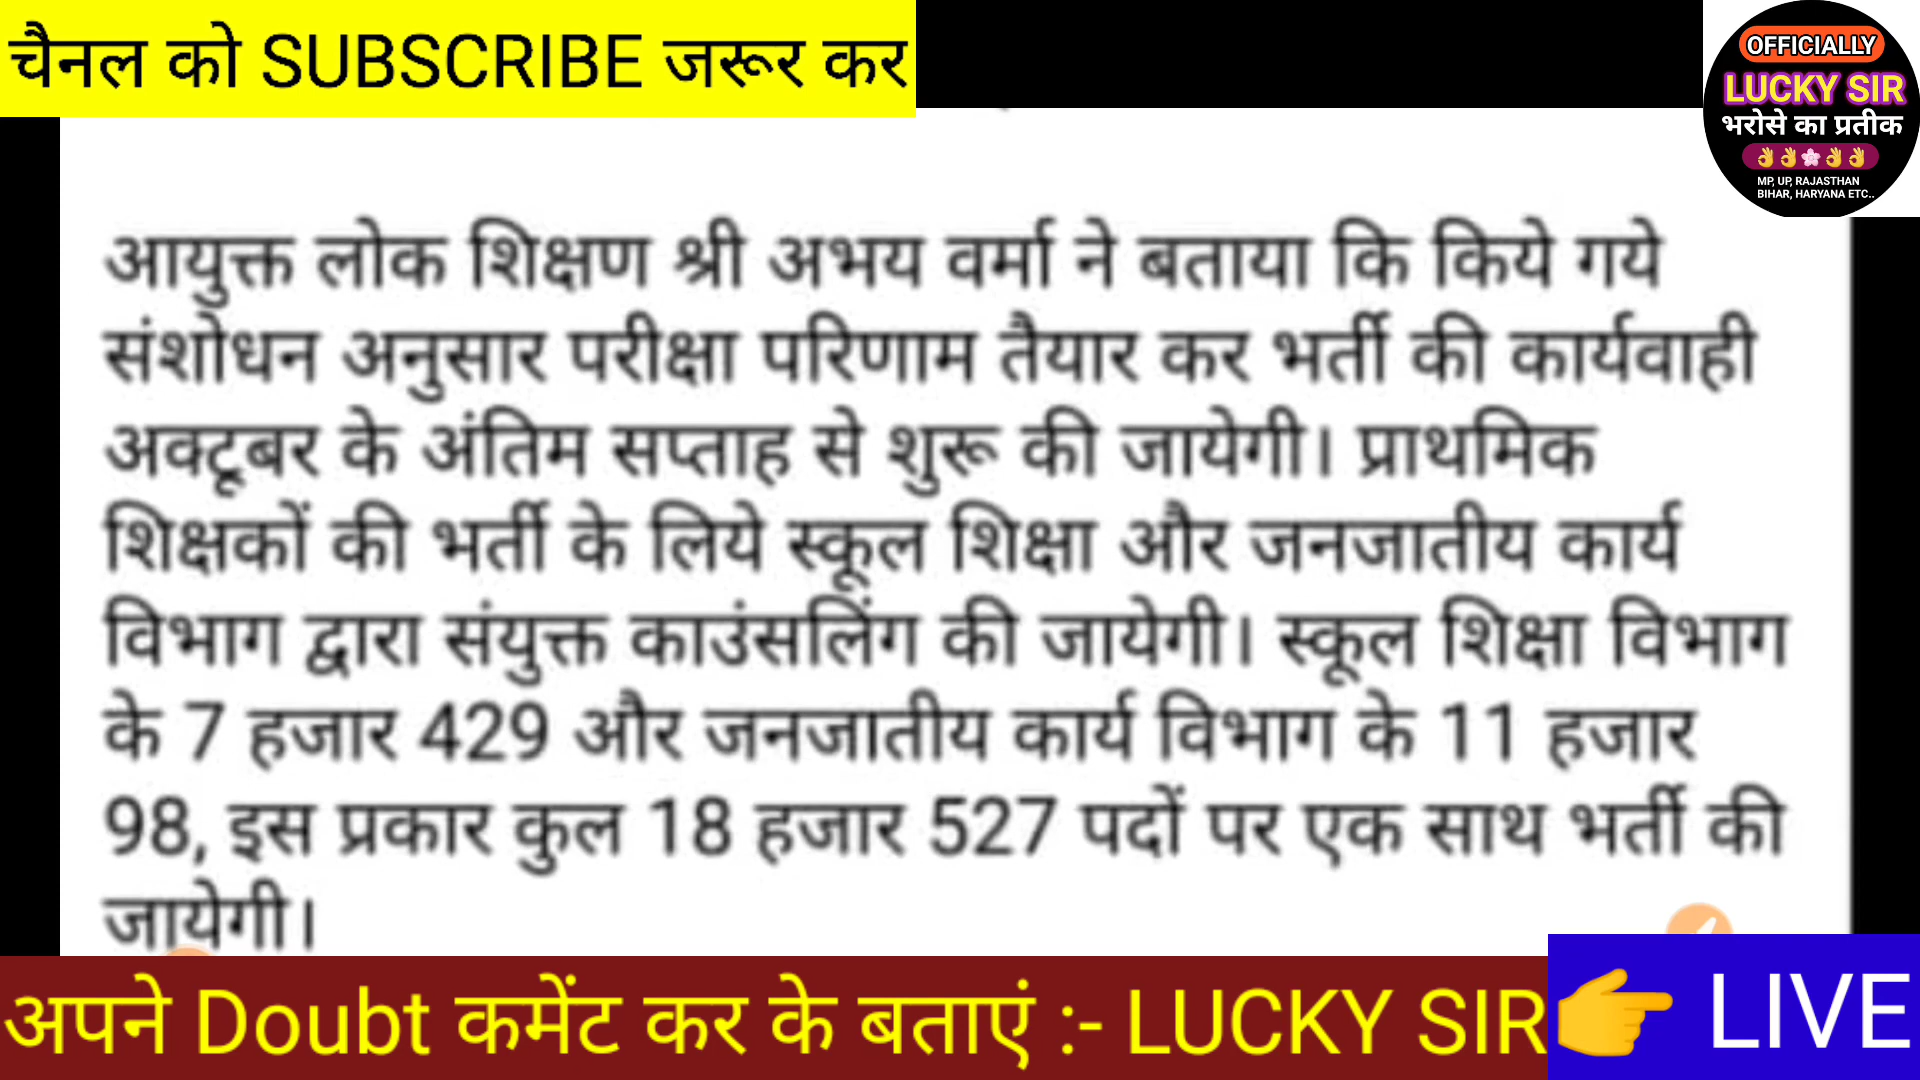 चैनल को SUBSCRIBE जरूर कर
OFFICIALLY
LUCKY SIR
भरोसे का प्रतीक
👌👌🌸👌👌
MP, UP, RAJASTHAN
BIHAR, HARYANA ETC..
आयुक्त लोक शिक्षण श्री अभय वर्मा ने बताया कि किये गये
संशोधन अनुसार परीक्षा परिणाम तैयार कर भर्ती की कार्यवाही
अक्टूबर के अंतिम सप्ताह से शुरू की जायेगी। प्राथमिक
शिक्षकों की भर्ती के लिये स्कूल शिक्षा और जनजातीय कार्य
विभाग द्वारा संयुक्त काउंसलिंग की जायेगी। स्कूल शिक्षा विभाग
के 7 हजार 429 और जनजातीय कार्य विभाग के 11 हजार
98, इस प्रकार कुल 18 हजार 527 पदों पर एक साथ भर्ती की
जायेगी।
अपने Doubt कमेंट कर के बताएं :- LUCKY SIR 👉 LIVE